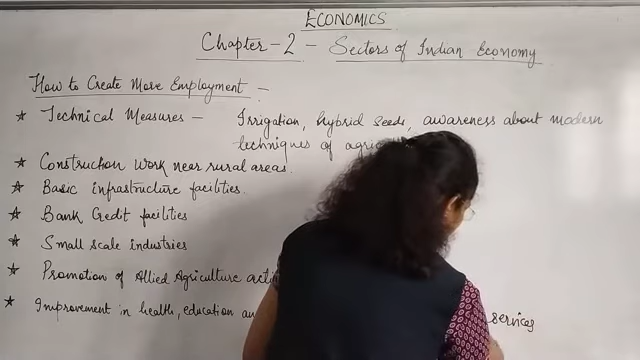 ECONOMICS
Chapter-2 - Sectors of Indian Economy
How to Create More Employment -
★ Technical Measures - Irrigation, hybrid seeds, awareness about modern
techniques of
★ Construction work near rural areas.
★ Basic infrastructure facilities.
★ Bank Credit facilities
★ Small scale industries
★ Promotion of Allied Agriculture
★ Improvement in health, education services